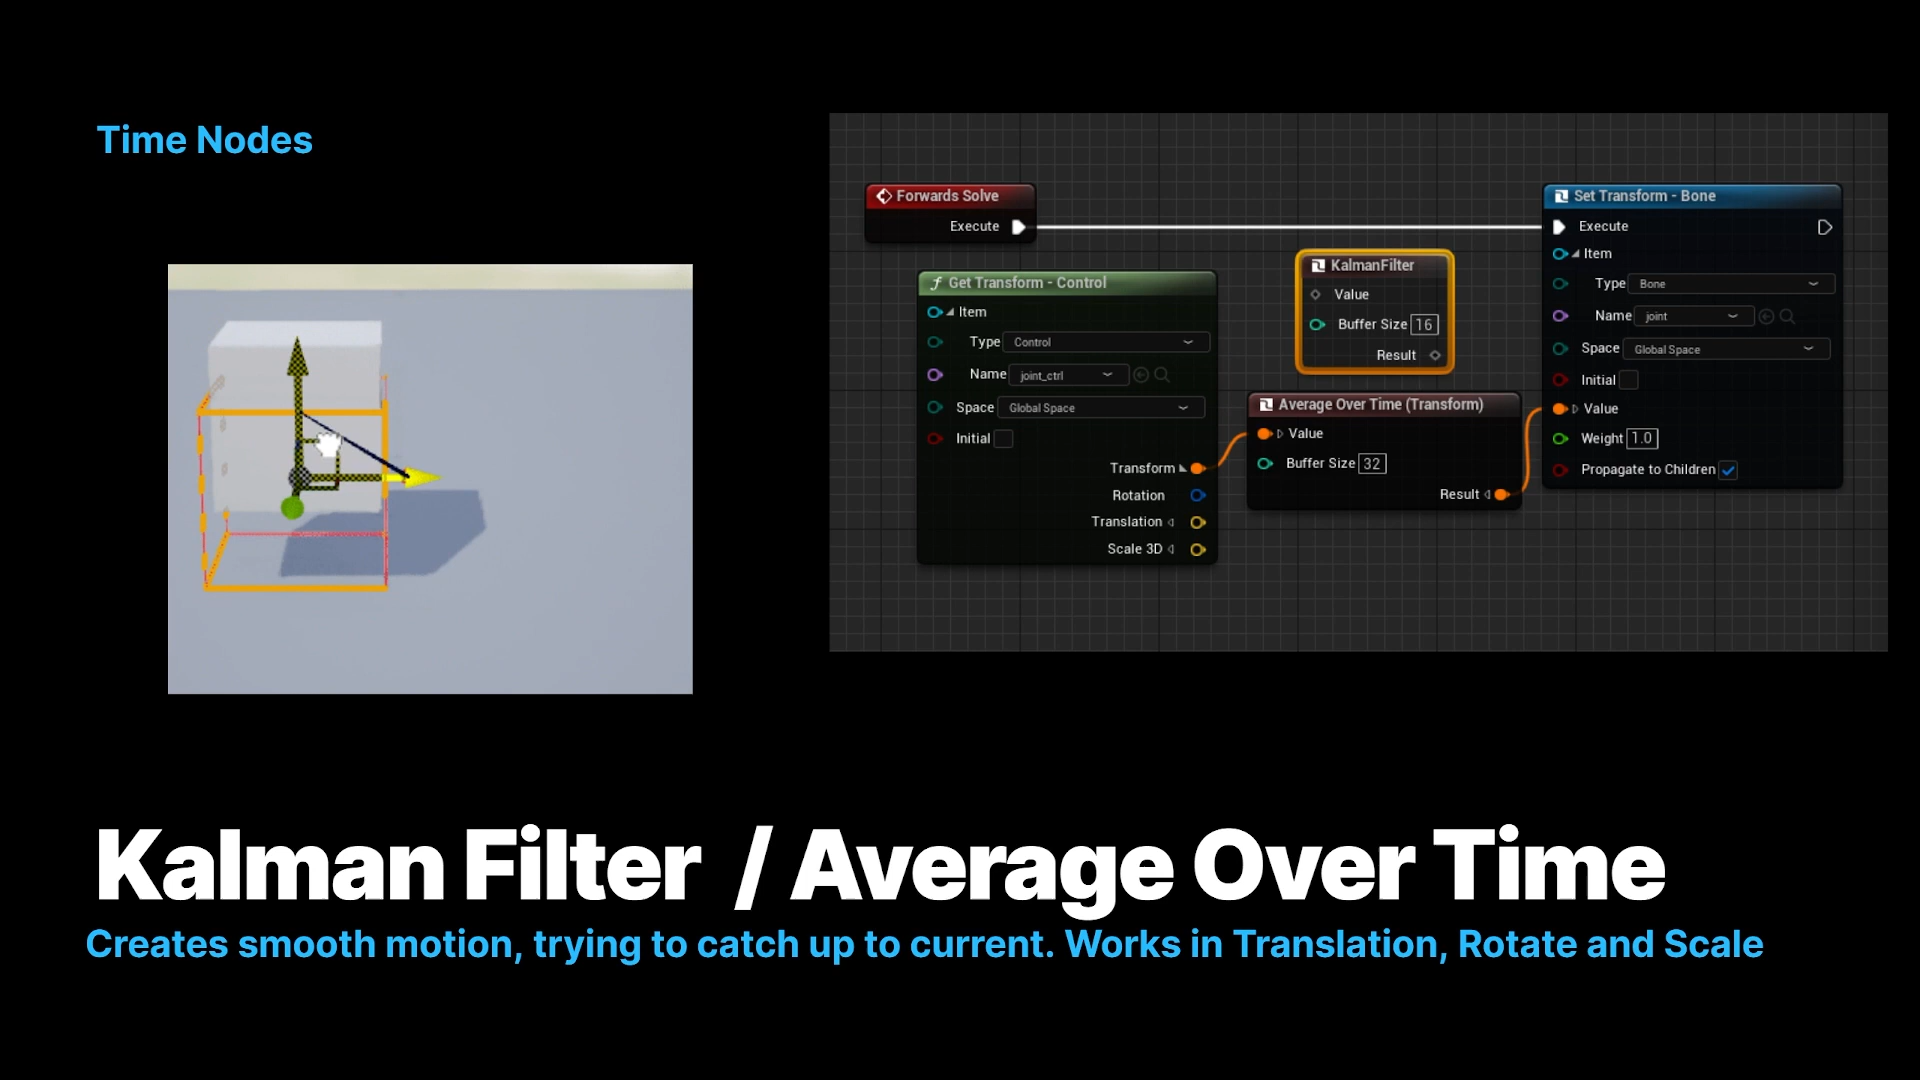 Time Nodes
Forwards Solve
Execute
Get Transform - Control
Item
Type Control
Name joint_ctrl
Space Global Space
Initial
Transform
Rotation
Translation
Scale 3D
KalmanFilter
Value
Buffer Size 16
Result
Average Over Time (Transform)
Value
Buffer Size 32
Result
Set Transform - Bone
Execute
Item
Type Bone
Name joint
Space Global Space
Initial
Value
Weight 1.0
Propagate to Children
Kalman Filter / Average Over Time
Creates smooth motion, trying to catch up to current. Works in Translation, Rotate and Scale